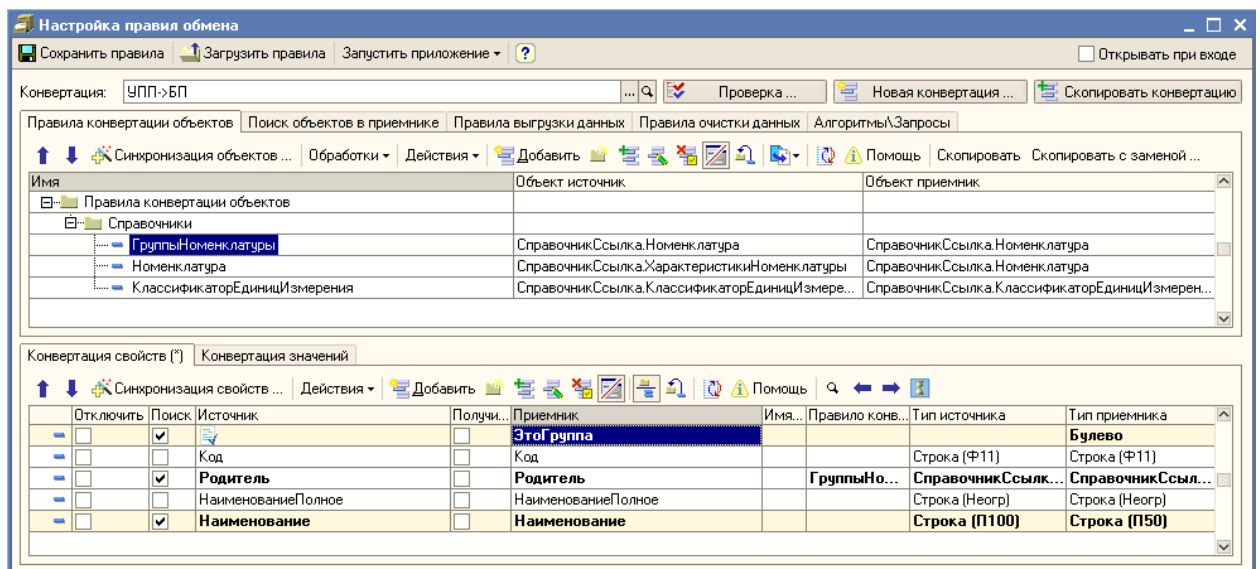 Настройка правил обмена
Сохранить правила Загрузить правила Запустить приложение ? Открывать при входе
Конвертация: УПП->БП ... Проверка ... Новая конвертация ... Скопировать конвертацию
Правила конвертации объектов Поиск объектов в приемнике Правила выгрузки данных Правила очистки данных Алгоритмы\Запросы
Синхронизация объектов ... Обработки Действия Добавить Помощь Скопировать Скопировать с заменой ...
Имя Объект источник Объект приемник
Правила конвертации объектов
Справочники
ГруппыНоменклатуры СправочникСсылка.Номенклатура СправочникСсылка.Номенклатура
Номенклатура СправочникСсылка.ХарактеристикиНоменклатуры СправочникСсылка.Номенклатура
КлассификаторЕдиницИзмерения СправочникСсылка.КлассификаторЕдиницИзмере... СправочникСсылка.КлассификаторЕдиницИзмерен...
Конвертация свойств (*) Конвертация значений
Синхронизация свойств ... Действия Добавить Помощь
Отключить Поиск Источник Получи... Приемник Имя... Правило конв... Тип источника Тип приемника
ЭтоГруппа Булево
Код Код Строка (Ф11) Строка (Ф11)
Родитель Родитель ГруппыНо... СправочникСсылк... СправочникСсыл...
НаименованиеПолное НаименованиеПолное Строка (Неогр) Строка (Неогр)
Наименование Наименование Строка (П100) Строка (П50)